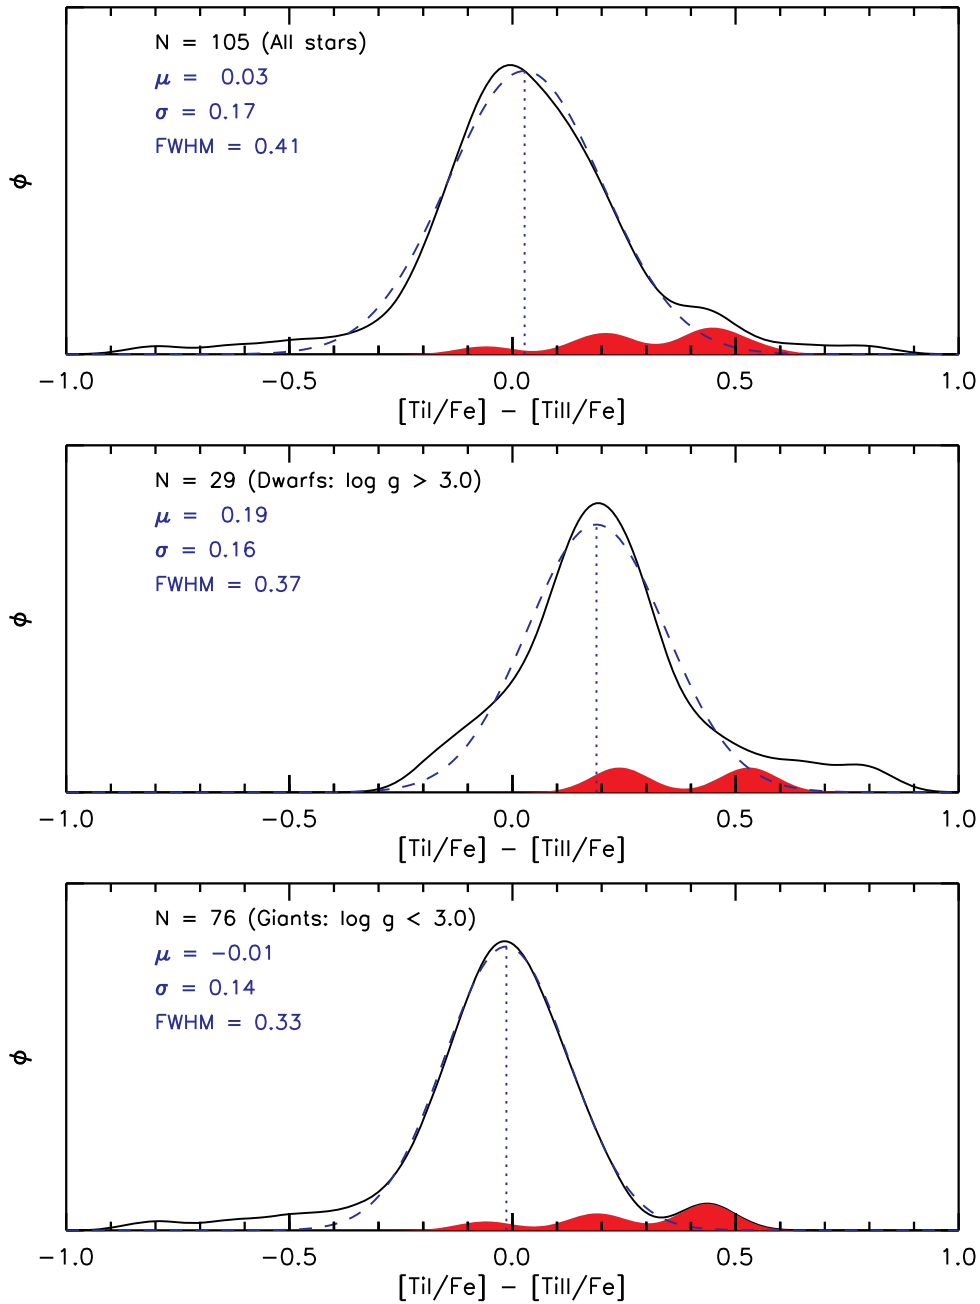 N = 105 (All stars)
μ = 0.03
σ = 0.17
FWHM = 0.41
ϕ
−1.0 −0.5 0.0 0.5 1.0
[TiI/Fe] − [TiII/Fe]
N = 29 (Dwarfs: log g > 3.0)
μ = 0.19
σ = 0.16
FWHM = 0.37
ϕ
−1.0 −0.5 0.0 0.5 1.0
[TiI/Fe] − [TiII/Fe]
N = 76 (Giants: log g < 3.0)
μ = −0.01
σ = 0.14
FWHM = 0.33
ϕ
−1.0 −0.5 0.0 0.5 1.0
[TiI/Fe] − [TiII/Fe]